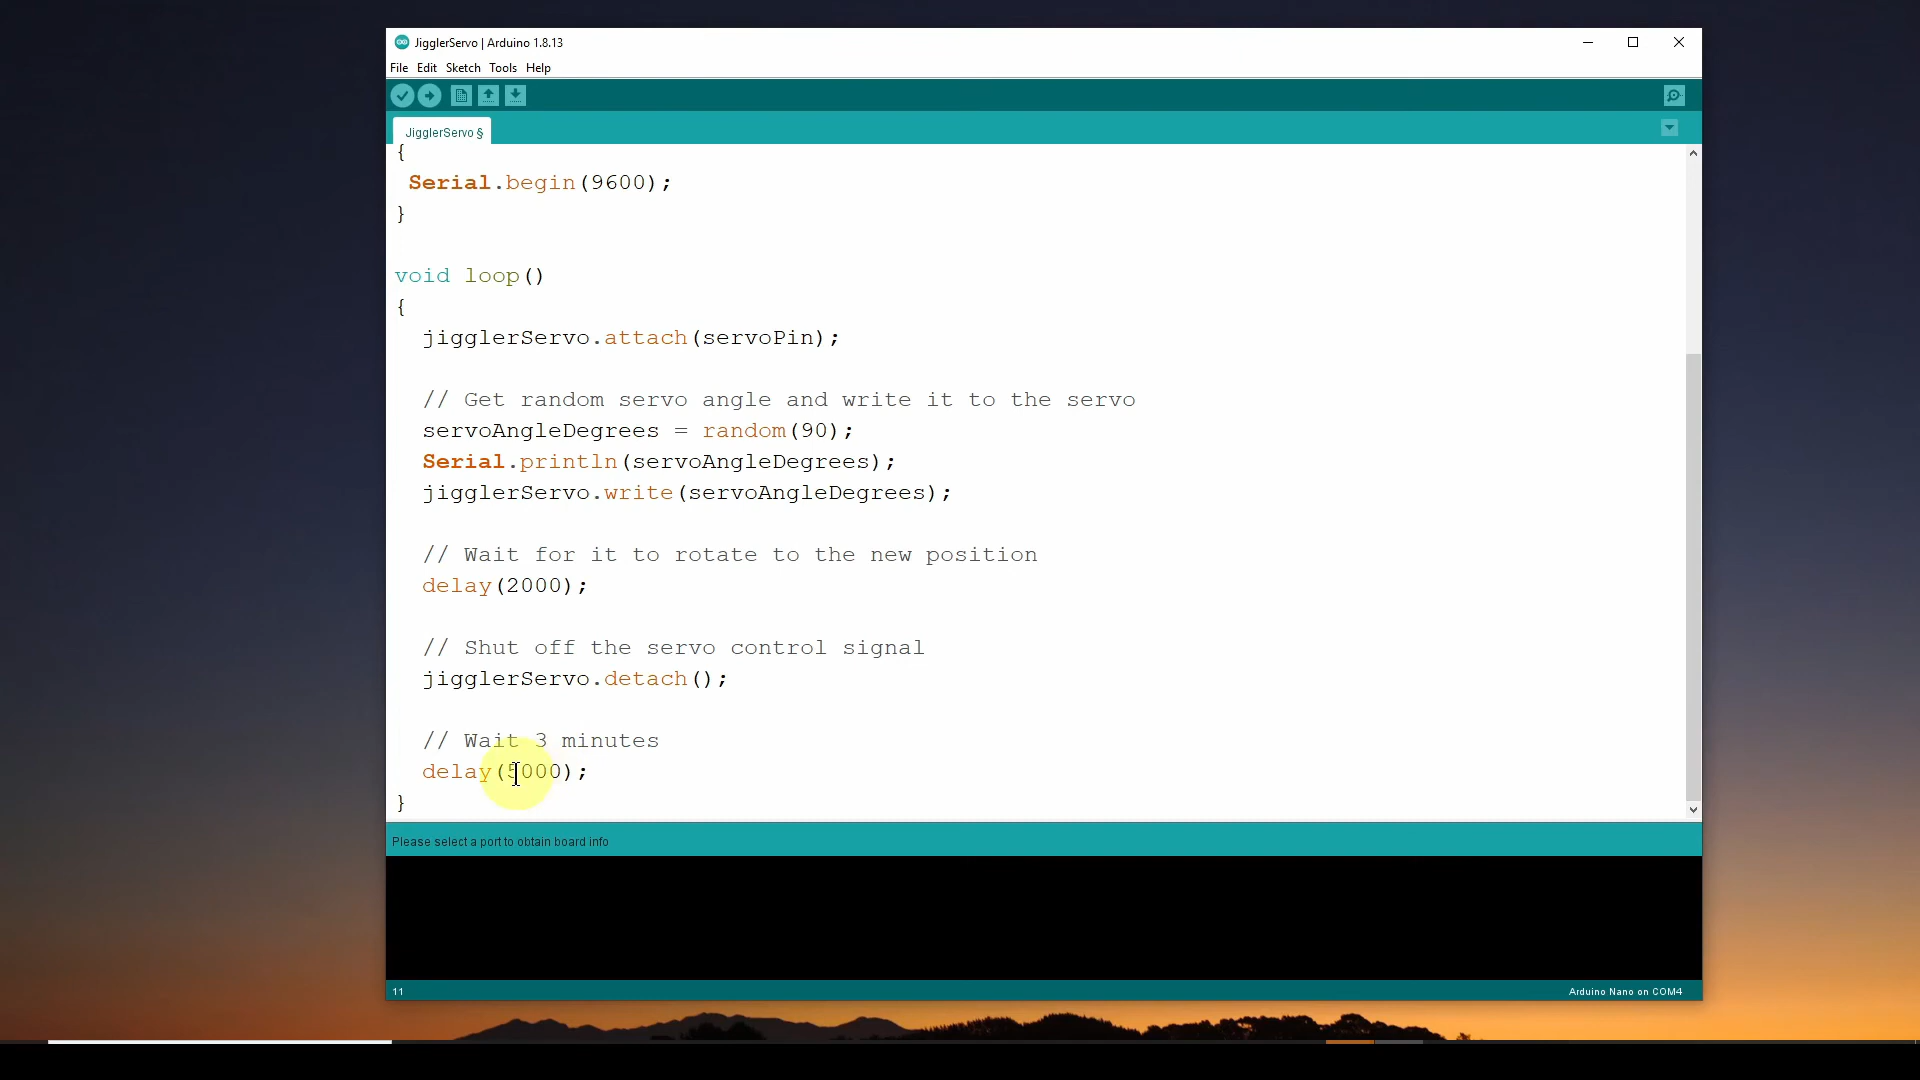 JigglerServo | Arduino 1.8.13
File Edit Sketch Tools Help
JigglerServo §
{
Serial.begin(9600);
}
void loop()
{
jigglerServo.attach(servoPin);
// Get random servo angle and write it to the servo
servoAngleDegrees = random(90);
Serial.println(servoAngleDegrees);
jigglerServo.write(servoAngleDegrees);
// Wait for it to rotate to the new position
delay(2000);
// Shut off the servo control signal
jigglerServo.detach();
// Wait 3 minutes
delay(5000);
}
Please select a port to obtain board info
11
Arduino Nano on COM4